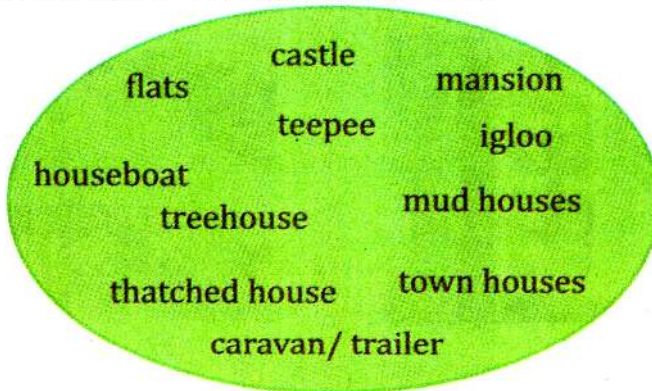 castle
flats
mansion
teepee
igloo
houseboat
mud houses
treehouse
town houses
thatched house
caravan/ trailer